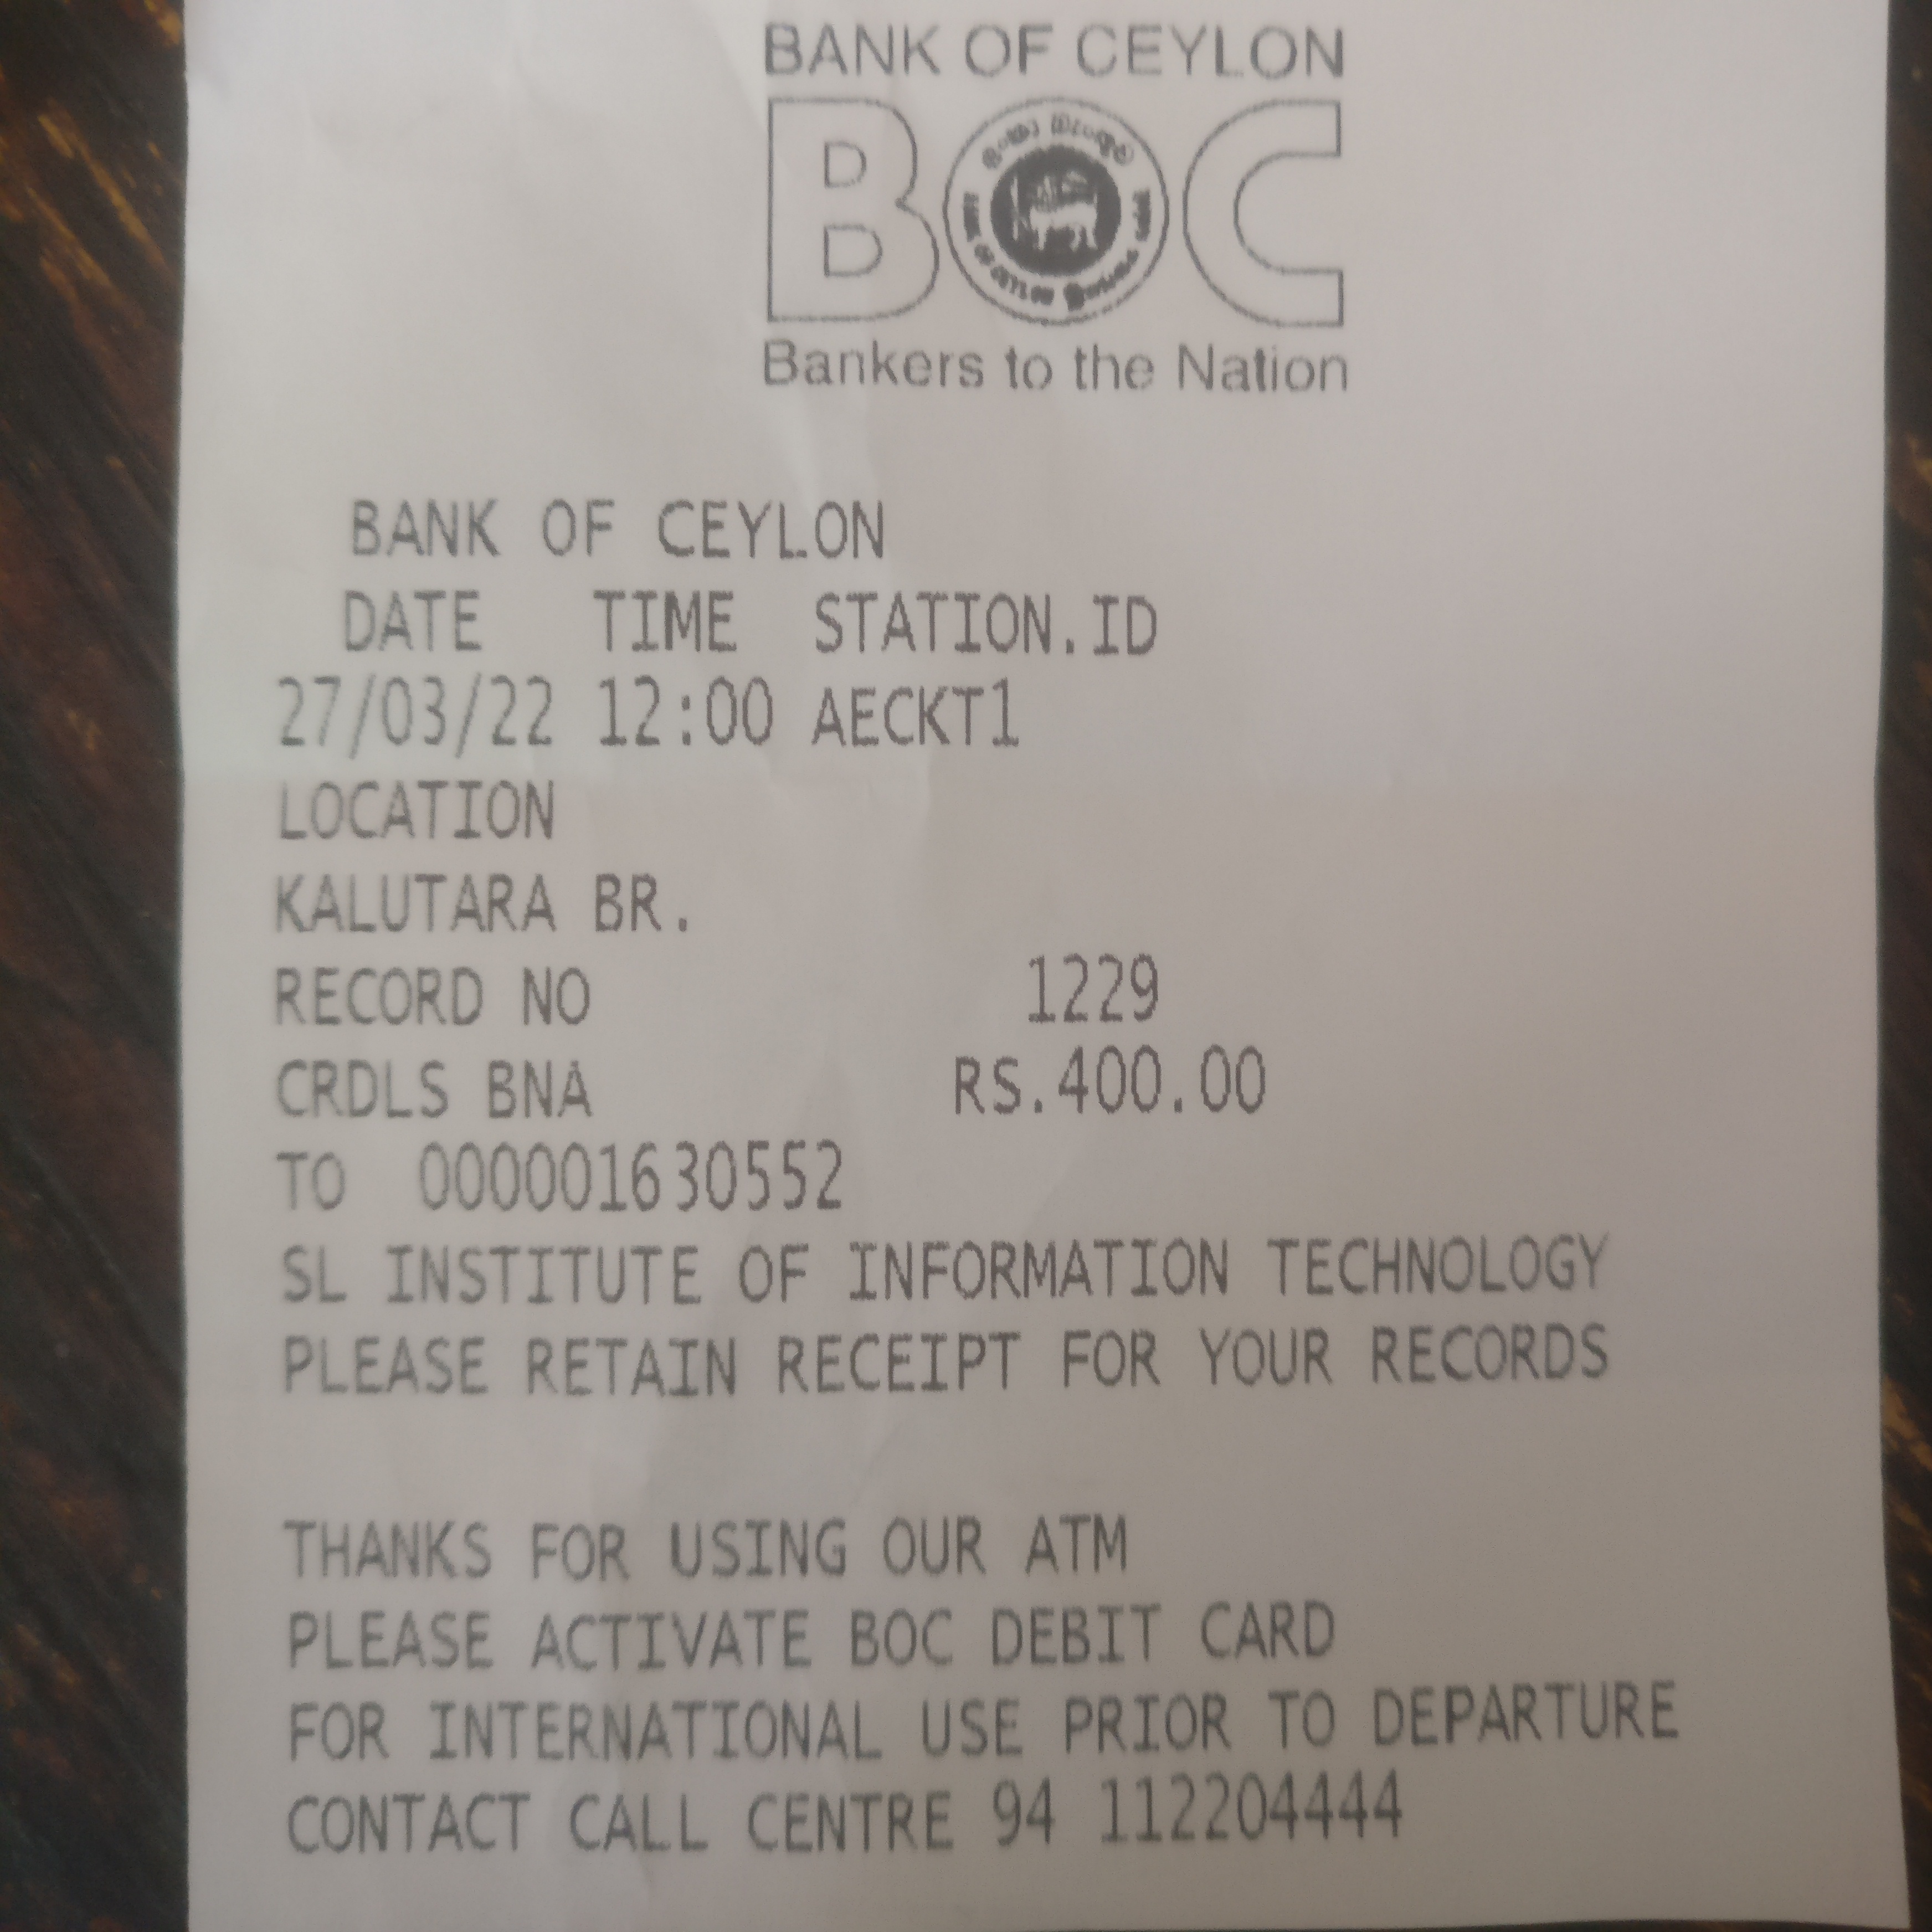 BANK OF CEYLON
BOC
BANK OF CEYLON
Bankers to the Nation
BANK OF CEYLON
DATE TIME STATION.ID
27/03/22 12:00 AECKT1
LOCATION
KALUTARA BR.
RECORD NO 1229
CRDLS BNA RS.400.00
TO 000001630552
SL INSTITUTE OF INFORMATION TECHNOLOGY
PLEASE RETAIN RECEIPT FOR YOUR RECORDS
THANKS FOR USING OUR ATM
PLEASE ACTIVATE BOC DEBIT CARD
FOR INTERNATIONAL USE PRIOR TO DEPARTURE
CONTACT CALL CENTRE 94 112204444